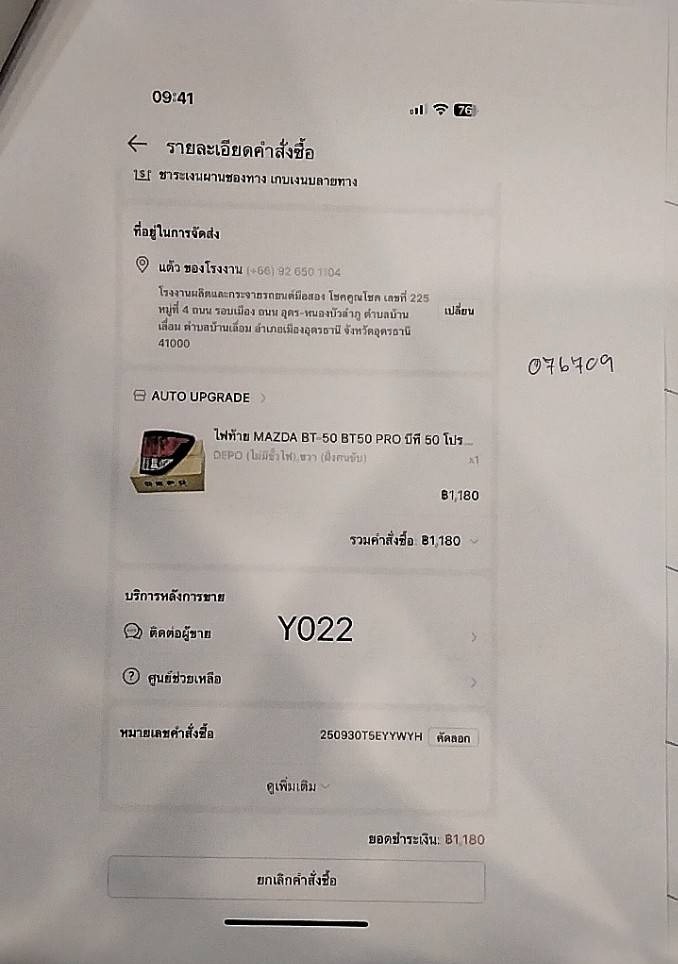 09:41
76
รายละเอียดคำสั่งซื้อ
ชำระเงินผ่านช่องทาง เก็บเงินปลายทาง
ที่อยู่ในการจัดส่ง
แต้ว ของโรงงาน (+66) 92 650 1104
โรงงานผลิตและกระจายรถยนต์มือสอง โชคคูณโชค เลขที่ 225
หมู่ที่ 4 ถนน รอบเมือง ถนน อุดร-หนองบัวลำภู ตำบลบ้าน
เลื่อม ตำบลบ้านเลื่อม อำเภอเมืองอุดรธานี จังหวัดอุดรธานี
41000
เปลี่ยน
076709
AUTO UPGRADE
ไฟท้าย MAZDA BT-50 BT50 PRO บีที 50 โปร...
DEPO (ไม่มีขั้วไฟ),ขวา (ฝั่งคนขับ)
x1
฿1,180
รวมคำสั่งซื้อ: ฿1,180
บริการหลังการขาย
ติดต่อผู้ขาย
Y022
ศูนย์ช่วยเหลือ
หมายเลขคำสั่งซื้อ
250930T5EYYWYH
คัดลอก
ดูเพิ่มเติม
ยอดชำระเงิน: ฿1,180
ยกเลิกคำสั่งซื้อ